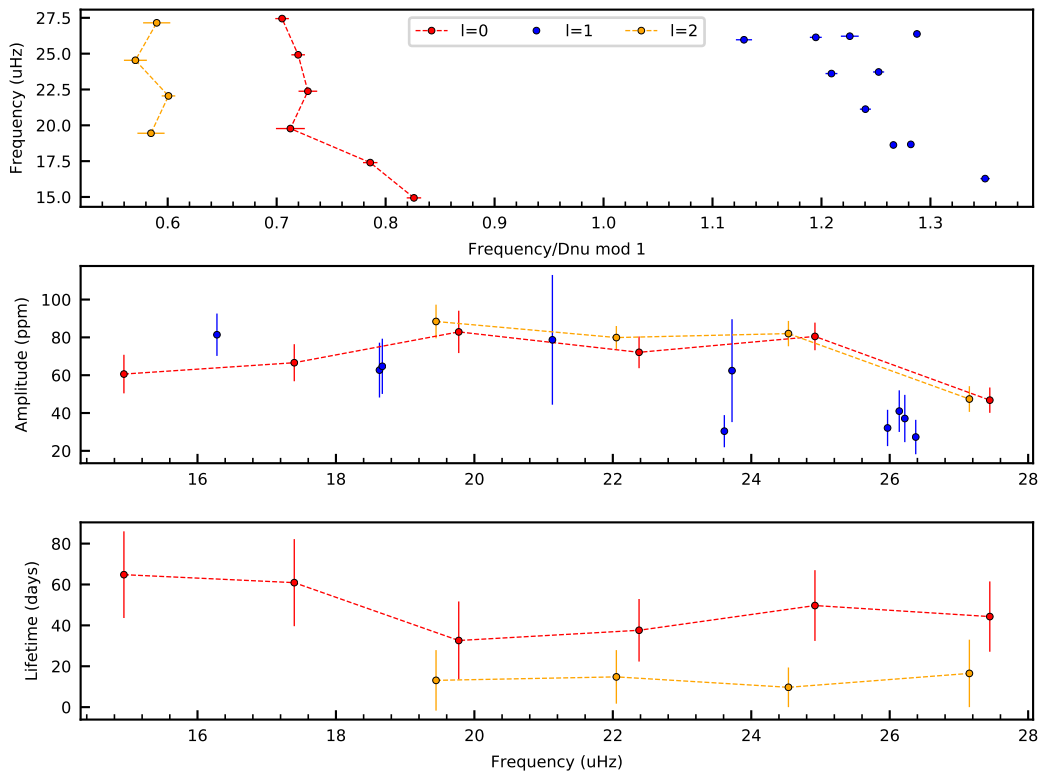 27.5
25.0
22.5
20.0
17.5
15.0
Frequency (uHz)
l=0 l=1 l=2
0.6 0.7 0.8 0.9 1.0 1.1 1.2 1.3
Frequency/Dnu mod 1
100
80
60
40
20
Amplitude (ppm)
16 18 20 22 24 26 28
80
60
40
20
0
Lifetime (days)
16 18 20 22 24 26 28
Frequency (uHz)